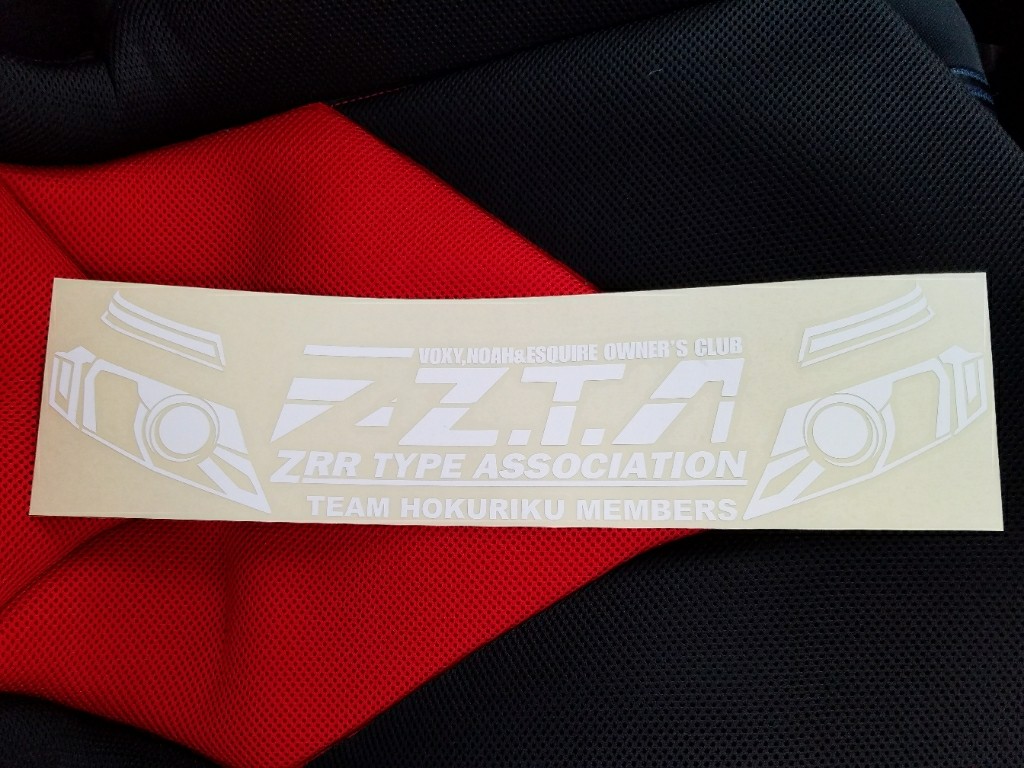 VOXY,NOAH&ESQUIRE OWNER'S CLUB
Z.T.A
ZRR TYPE ASSOCIATION
TEAM HOKURIKU MEMBERS